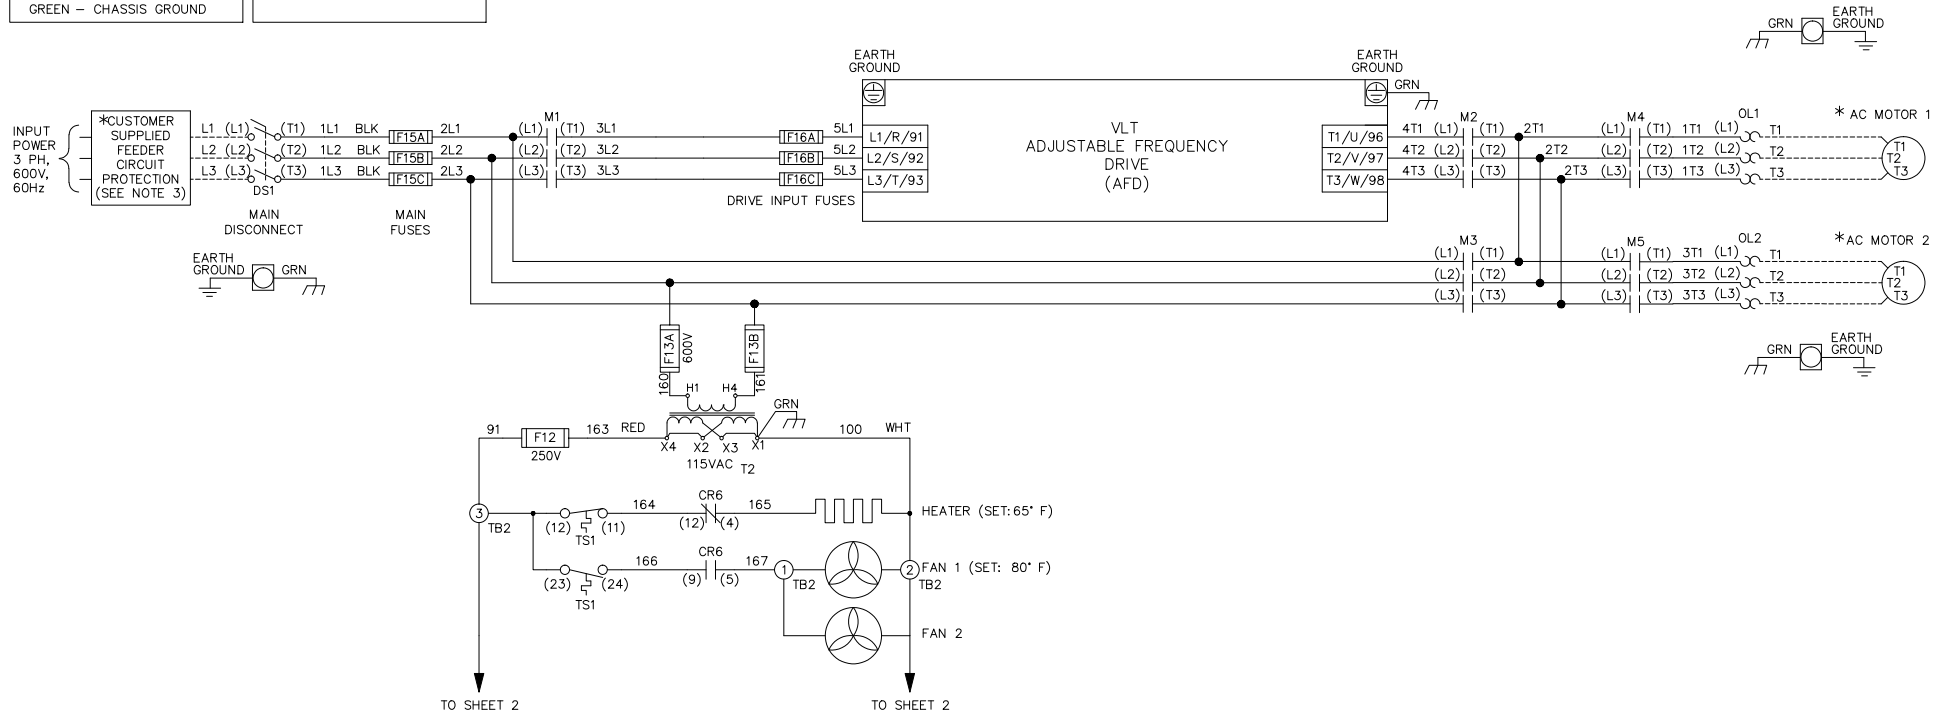 GREEN – CHASSIS GROUND
GRN
EARTH
GROUND
EARTH
GROUND
EARTH
GROUND
GRN
INPUT
POWER
3 PH,
600V,
60Hz
*CUSTOMER
SUPPLIED
FEEDER
CIRCUIT
PROTECTION
(SEE NOTE 3)
L1 (L1) (T1) 1L1 BLK F15A 2L1 (L1) M1 (T1) 3L1 F16A 5L1 L1/R/91
L2 (L2) (T2) 1L2 BLK F15B 2L2 (L2) (T2) 3L2 F16B 5L2 L2/S/92
L3 (L3) (T3) 1L3 BLK F15C 2L3 (L3) (T3) 3L3 F16C 5L3 L3/T/93
DS1
MAIN
DISCONNECT
MAIN
FUSES
DRIVE INPUT FUSES
VLT
ADJUSTABLE FREQUENCY
DRIVE
(AFD)
M2 M4 OL1 * AC MOTOR 1
T1/U/96 4T1 (L1) (T1) 2T1 (L1) (T1) 1T1 (L1) T1 T1
T2/V/97 4T2 (L2) (T2) 2T2 (L2) (T2) 1T2 (L2) T2 T2
T3/W/98 4T3 (L3) (T3) 2T3 (L3) (T3) 1T3 (L3) T3 T3
M3 M5 OL2 *AC MOTOR 2
(L1) (T1) (L1) (T1) 3T1 (L1) T1 T1
(L2) (T2) (L2) (T2) 3T2 (L2) T2 T2
(L3) (T3) (L3) (T3) 3T3 (L3) T3 T3
EARTH
GROUND
GRN
GRN
EARTH
GROUND
F13A
600V
F13B
160
161
H1 H4
GRN
91 F12 163 RED
250V
X4 X2 X3 X1
115VAC T2
100 WHT
3
TB2
(12) TS1 (11) 164 CR6 (12) (4) 165 HEATER (SET:65° F)
(23) TS1 (24) 166 CR6 (9) (5) 167 1 TB2 2 TB2 FAN 1 (SET: 80° F)
FAN 2
TO SHEET 2
TO SHEET 2